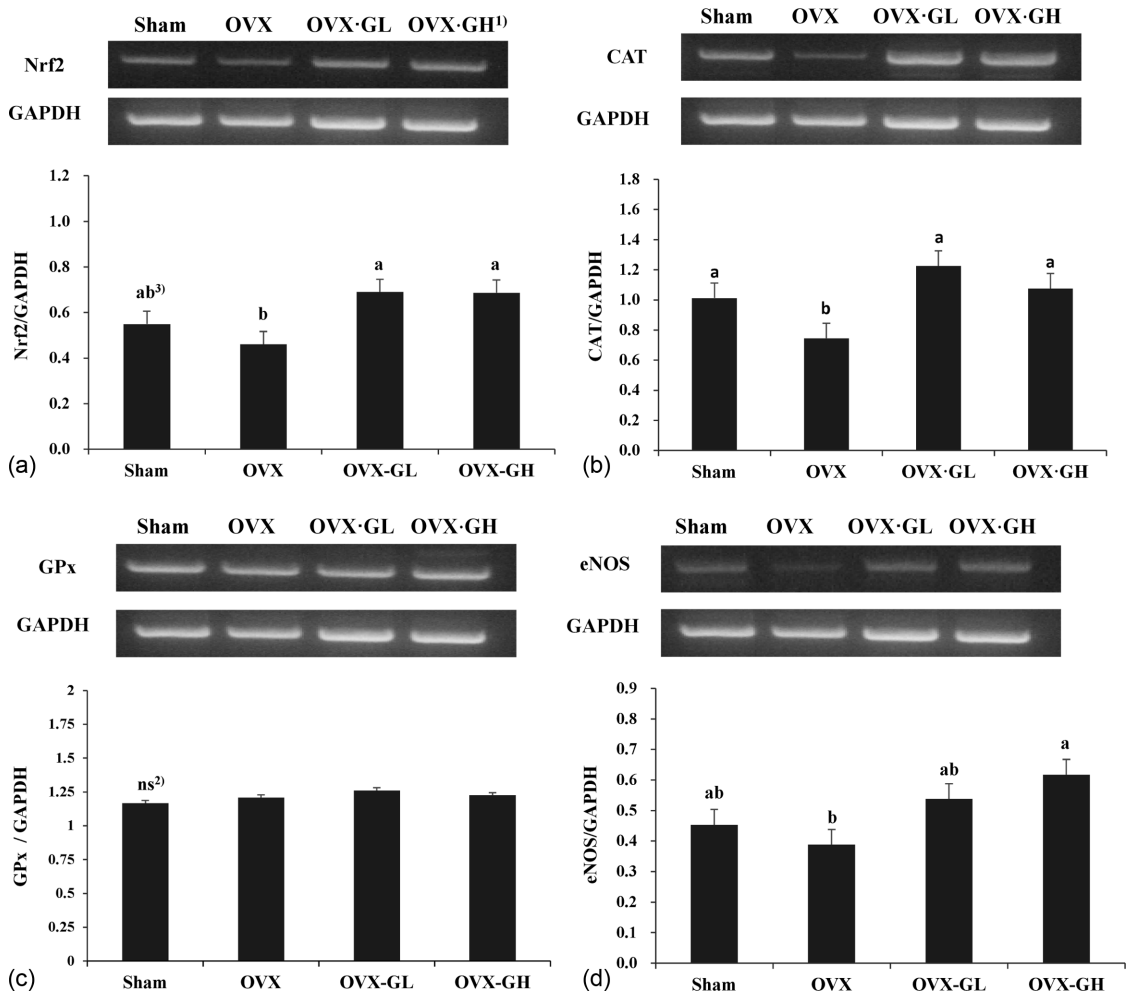 Sham OVX OVX·GL OVX·GH1)
Nrf2
GAPDH
Nrf2/GAPDH
1.2
1.0
0.8
0.6
0.4
0.2
0.0
ab3)
b
a
a
Sham OVX OVX-GL OVX-GH
(a)
Sham OVX OVX·GL OVX·GH
CAT
GAPDH
CAT/GAPDH
1.8
1.6
1.4
1.2
1.0
0.8
0.6
0.4
0.2
0.0
a
b
a
a
Sham OVX OVX·GL OVX·GH
(b)
Sham OVX OVX·GL OVX·GH
GPx
GAPDH
GPx / GAPDH
2
1.75
1.5
1.25
1
0.75
0.5
0.25
0
ns2)
Sham OVX OVX-GL OVX-GH
(c)
Sham OVX OVX·GL OVX·GH
eNOS
GAPDH
eNOS/GAPDH
0.9
0.8
0.7
0.6
0.5
0.4
0.3
0.2
0.1
0.0
ab
b
ab
a
Sham OVX OVX-GL OVX-GH
(d)